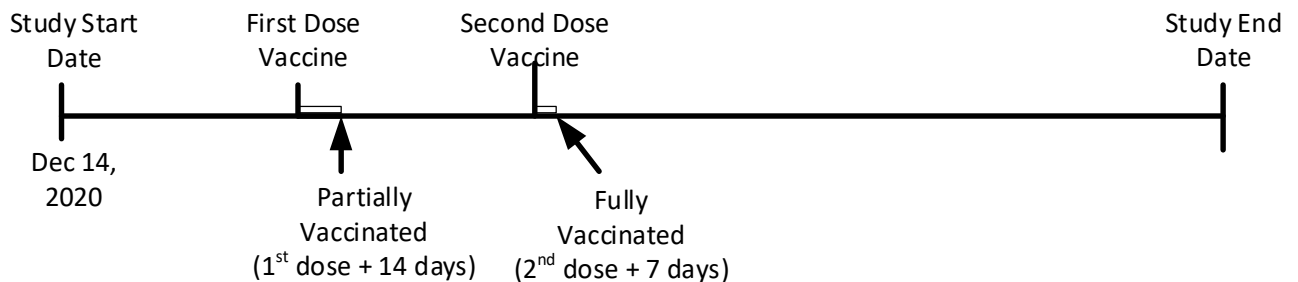 Study Start
Date
First Dose
Vaccine
Second Dose
Vaccine
Study End
Date
Dec 14,
2020
Partially
Vaccinated
(1st dose + 14 days)
Fully
Vaccinated
(2nd dose + 7 days)